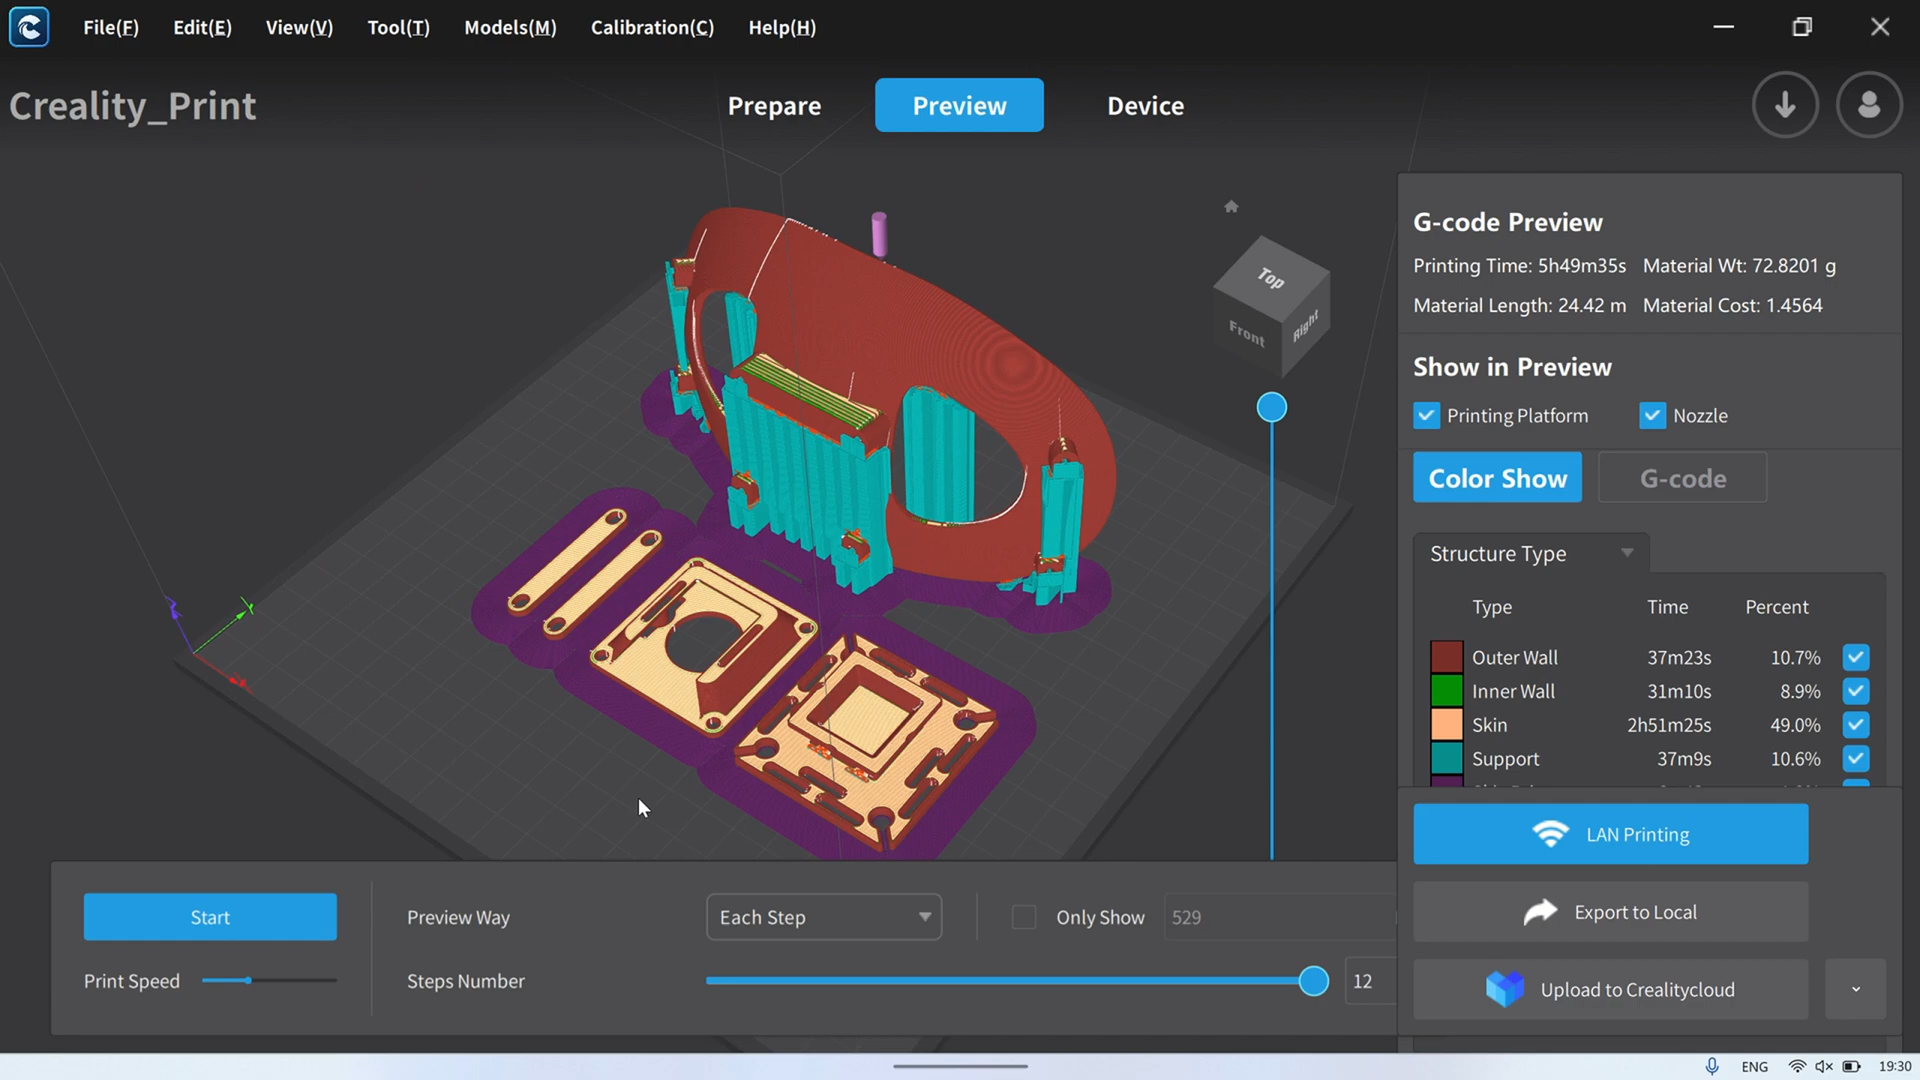 File(F) Edit(E) View(V) Tool(T) Models(M) Calibration(C) Help(H)
Creality_Print
Prepare Preview Device
Top
Front
Right
G-code Preview
Printing Time: 5h49m35s Material Wt: 72.8201 g
Material Length: 24.42 m Material Cost: 1.4564
Show in Preview
Printing Platform Nozzle
Color Show G-code
Structure Type
Type Time Percent
Outer Wall 37m23s 10.7%
Inner Wall 31m10s 8.9%
Skin 2h51m25s 49.0%
Support 37m9s 10.6%
LAN Printing
Export to Local
Upload to Crealitycloud
Start Preview Way Each Step Only Show 529
Print Speed Steps Number 12
ENG 19:30